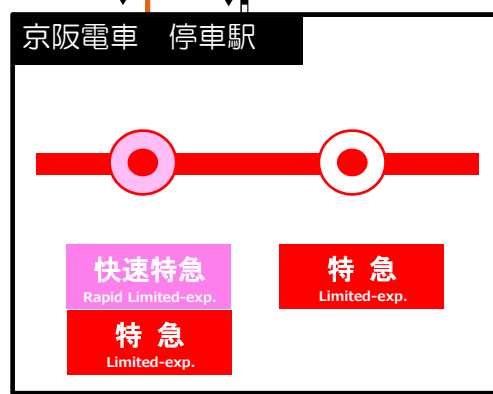 京阪電車　停車駅
快速特急
Rapid Limited-exp.
特 急
Limited-exp.
特 急
Limited-exp.